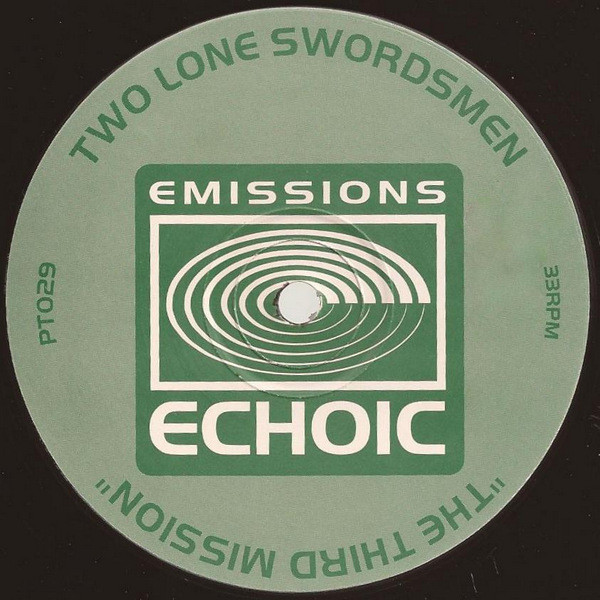 TWO LONE SWORDSMEN
EMISSIONS
PT029
33RPM
ECHOIC
"THE THIRD MISSION"